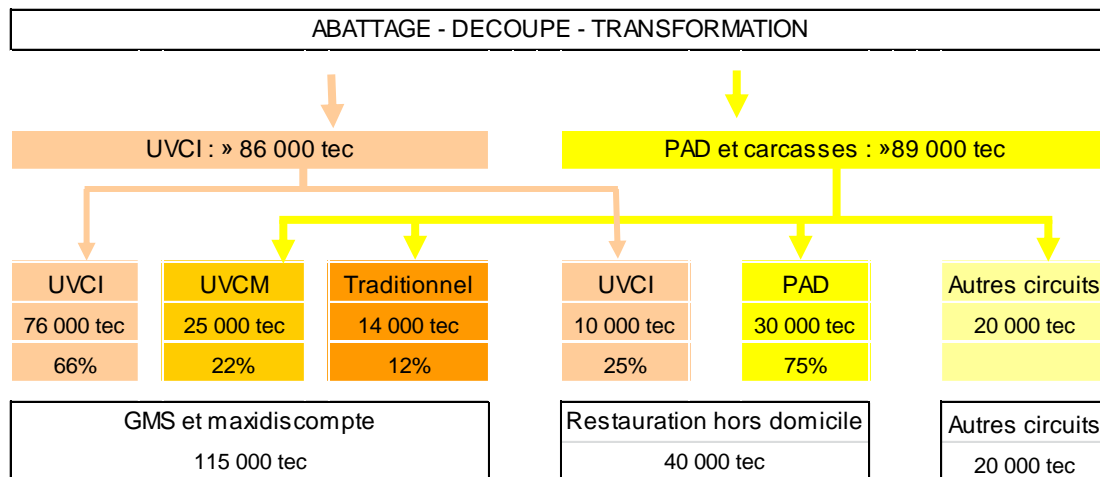 ABATTAGE - DECOUPE - TRANSFORMATION
UVCI : » 86 000 tec
PAD et carcasses : »89 000 tec
UVCI
UVCM
Traditionnel
UVCI
PAD
Autres circuits
76 000 tec
25 000 tec
14 000 tec
10 000 tec
30 000 tec
20 000 tec
66%
22%
12%
25%
75%
GMS et maxidiscompte
Restauration hors domicile
Autres circuits
115 000 tec
40 000 tec
20 000 tec